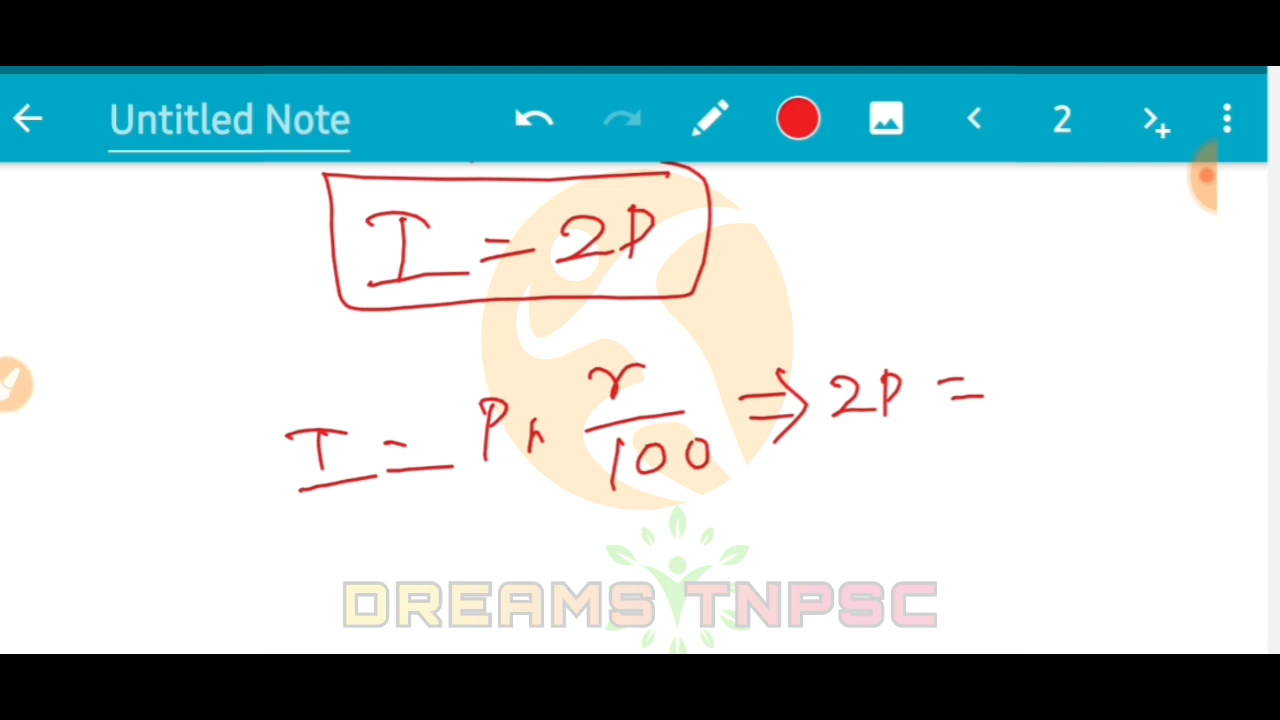 Untitled Note 2
I = 2P
I = Pn r/100 ⇒ 2P =
DREAMS TNPSC